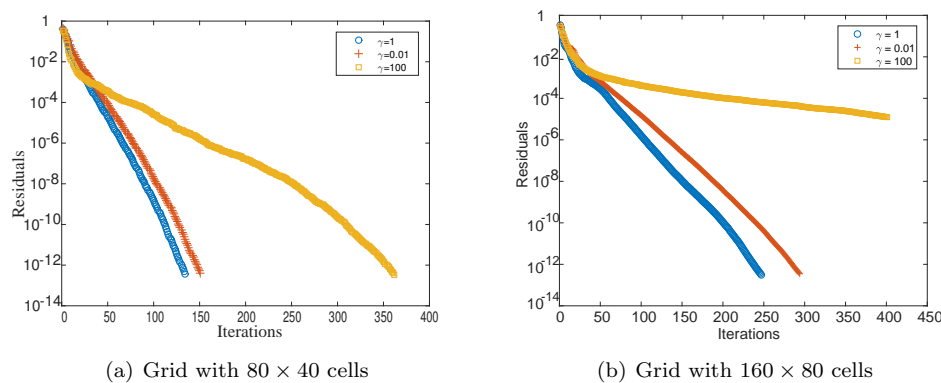 1
10^-2
10^-4
10^-6
10^-8
10^-10
10^-12
10^-14
Residuals
0 50 100 150 200 250 300 350 400
Iterations
γ=1
γ=0.01
γ=100
(a) Grid with 80 × 40 cells
1
10^-2
10^-4
10^-6
10^-8
10^-10
10^-12
10^-14
Residuals
0 50 100 150 200 250 300 350 400 450
Iterations
γ = 1
γ = 0.01
γ = 100
(b) Grid with 160 × 80 cells